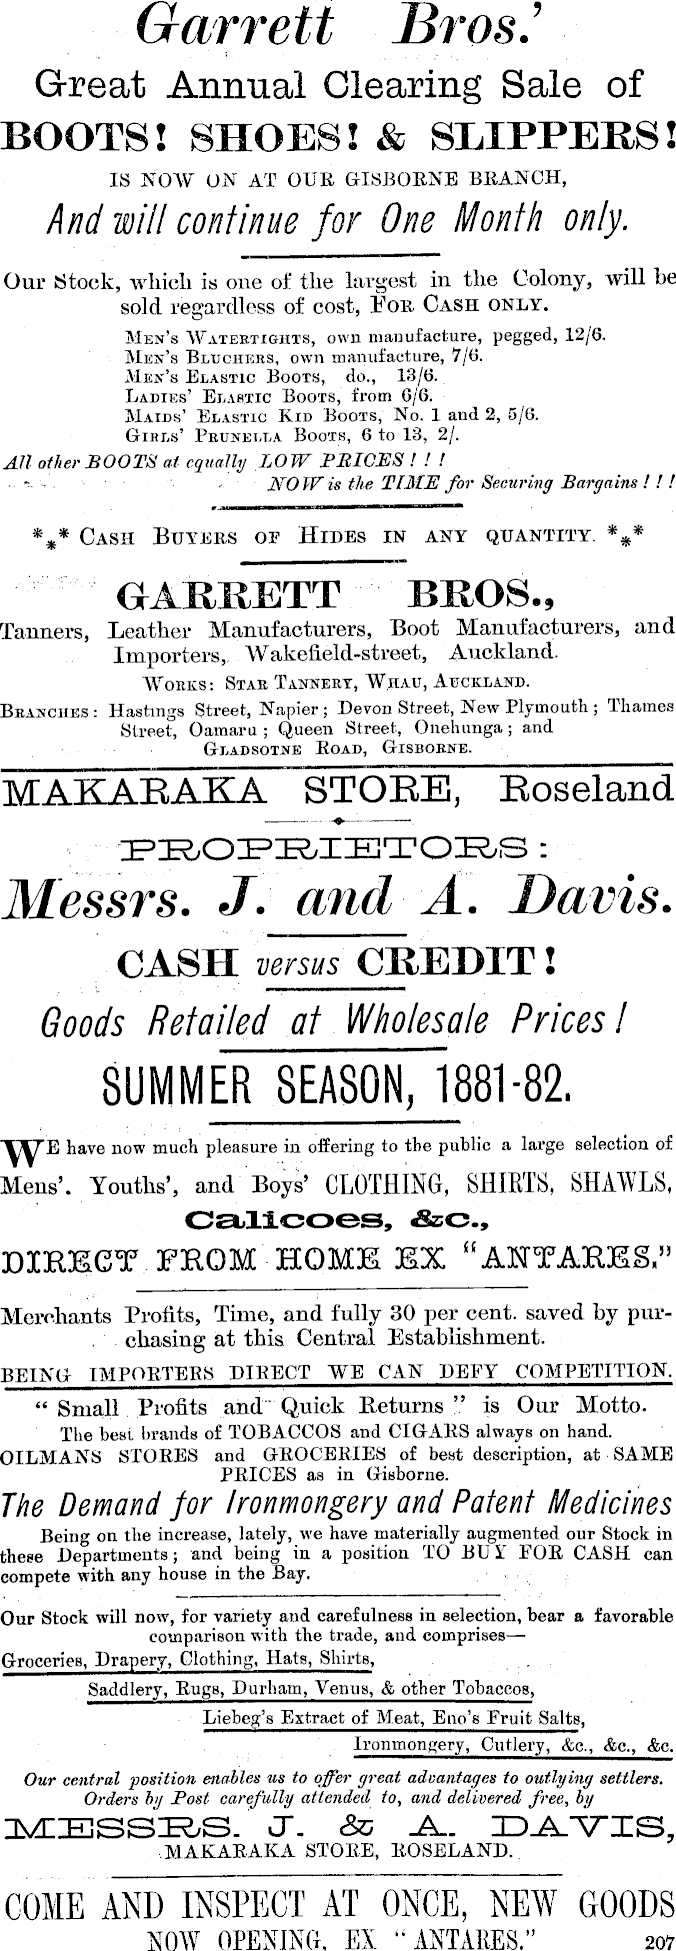 Garrett Bros.'
Great Annual Clearing Sale of
BOOTS! SHOES! & SLIPPERS!
IS NOW ON AT OUR GISBORNE BRANCH,
And will continue for One Month only.
Our Stock, which is one of the largest in the Colony, will be
sold regardless of cost, FOR CASH ONLY.
MEN'S WATERTIGHTS, own manufacture, pegged, 12/6.
MEN'S BLUCHERS, own manufacture, 7/6.
MEN'S ELASTIC BOOTS, do., 13/6.
LADIES' ELASTIC BOOTS, from 6/6.
MAIDS' ELASTIC KID BOOTS, No. 1 and 2, 5/6.
GIRLS' PRUNELLA BOOTS, 6 to 13, 2/.
All other BOOTS at equally LOW PRICES!!!
NOW is the TIME for Securing Bargains!!!
*** CASH BUYERS OF HIDES IN ANY QUANTITY. ***
GARRETT BROS.,
Tanners, Leather Manufacturers, Boot Manufacturers, and
Importers, Wakefield-street, Auckland.
WORKS: STAR TANNERY, WHAU, AUCKLAND.
BRANCHES: Hastings Street, Napier; Devon Street, New Plymouth; Thames
Street, Oamaru; Queen Street, Onehunga; and
GLADSOTNE ROAD, GISBORNE.
MAKARAKA STORE, Roseland
PROPRIETORS:
Messrs. J. and A. Davis.
CASH versus CREDIT!
Goods Retailed at Wholesale Prices!
SUMMER SEASON, 1881-82.
WE have now much pleasure in offering to the public a large selection of
Mens'. Youths', and Boys' CLOTHING, SHIRTS, SHAWLS,
Calicoes, &c.,
DIRECT FROM HOME EX "ANTARES."
Merchants Profits, Time, and fully 30 per cent. saved by pur-
chasing at this Central Establishment.
BEING IMPORTERS DIRECT WE CAN DEFY COMPETITION.
"Small Profits and Quick Returns" is Our Motto.
The best brands of TOBACCOS and CIGARS always on hand.
OILMANS STORES and GROCERIES of best description, at SAME
PRICES as in Gisborne.
The Demand for Ironmongery and Patent Medicines
Being on the increase, lately, we have materially augmented our Stock in
these Departments; and being in a position TO BUY FOR CASH can
compete with any house in the Bay.
Our Stock will now, for variety and carefulness in selection, bear a favorable
comparison with the trade, and comprises—
Groceries, Drapery, Clothing, Hats, Shirts,
Saddlery, Rugs, Durham, Venus, & other Tobaccos,
Liebeg's Extract of Meat, Eno's Fruit Salts,
Ironmongery, Cutlery, &c., &c., &c.
Our central position enables us to offer great advantages to outlying settlers.
Orders by Post carefully attended to, and delivered free, by
MESSRS. J. & A. DAVIS,
MAKARAKA STORE, ROSELAND.
COME AND INSPECT AT ONCE, NEW GOODS
NOW OPENING, EX "ANTARES." 207